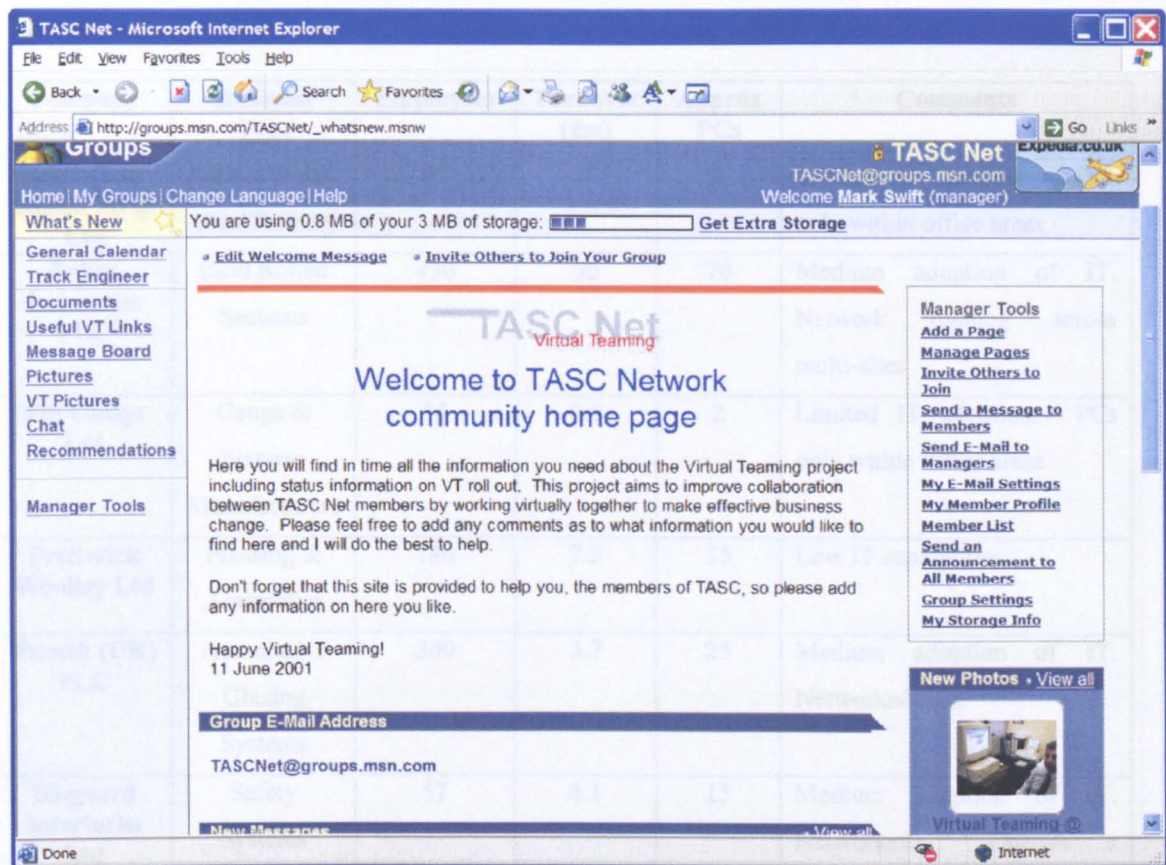 TASC Net - Microsoft Internet Explorer
File Edit View Favorites Tools Help
Back Search Favorites
Address http://groups.msn.com/TASCNet/_whatsnew.msnw Go Links »
Groups
TASC Net
Expedia.co.uk
TASCNet@groups.msn.com
Home | My Groups | Change Language | Help
Welcome Mark Swift (manager)
What's New
You are using 0.8 MB of your 3 MB of storage: Get Extra Storage
General Calendar
Track Engineer
Documents
Useful VT Links
Message Board
Pictures
VT Pictures
Chat
Recommendations
Manager Tools
Edit Welcome Message Invite Others to Join Your Group
TASC Net
Virtual Teaming
Welcome to TASC Network
community home page
Here you will find in time all the information you need about the Virtual Teaming project
including status information on VT roll out. This project aims to improve collaboration
between TASC Net members by working virtually together to make effective business
change. Please feel free to add any comments as to what information you would like to
find here and I will do the best to help.
Don't forget that this site is provided to help you, the members of TASC, so please add
any information on here you like.
Happy Virtual Teaming!
11 June 2001
Group E-Mail Address
TASCNet@groups.msn.com
New Messages View all
Manager Tools
Add a Page
Manage Pages
Invite Others to
Join
Send a Message to
Members
Send E-Mail to
Managers
My E-Mail Settings
My Member Profile
Member List
Send an
Announcement to
All Members
Group Settings
My Storage Info
New Photos • View all
Virtual Teaming @
Done Internet